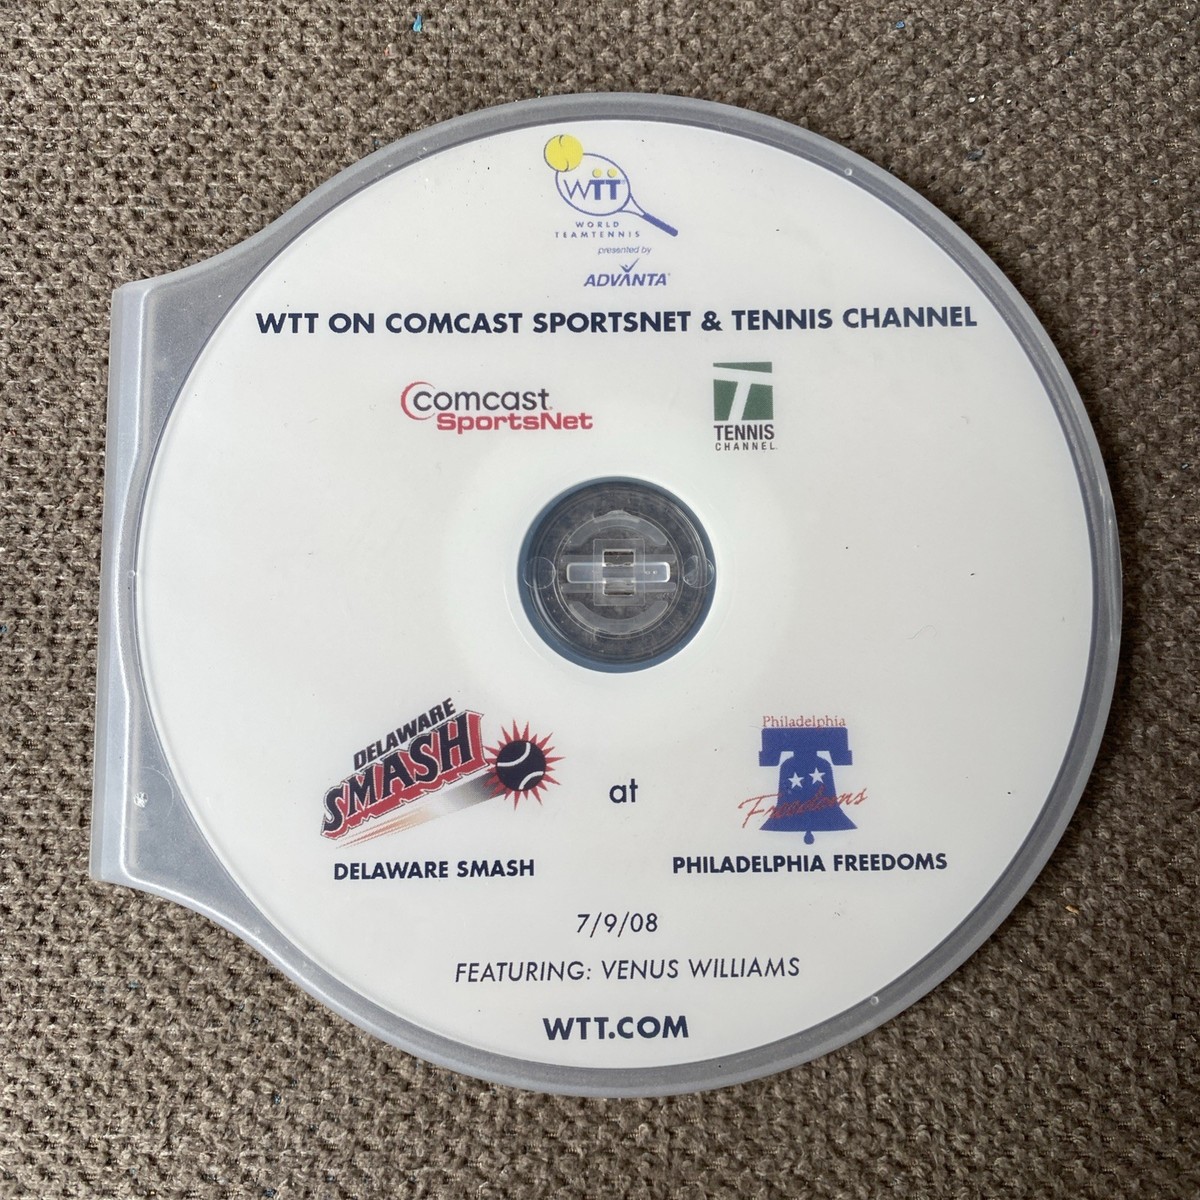 WTT
WORLD
TEAMTENNIS
presented by
ADVANTA
WTT ON COMCAST SPORTSNET & TENNIS CHANNEL
comcast
SportsNet
T
TENNIS
CHANNEL
DELAWARE
SMASH
at
Philadelphia
Freedoms
DELAWARE SMASH
PHILADELPHIA FREEDOMS
7/9/08
FEATURING: VENUS WILLIAMS
WTT.COM